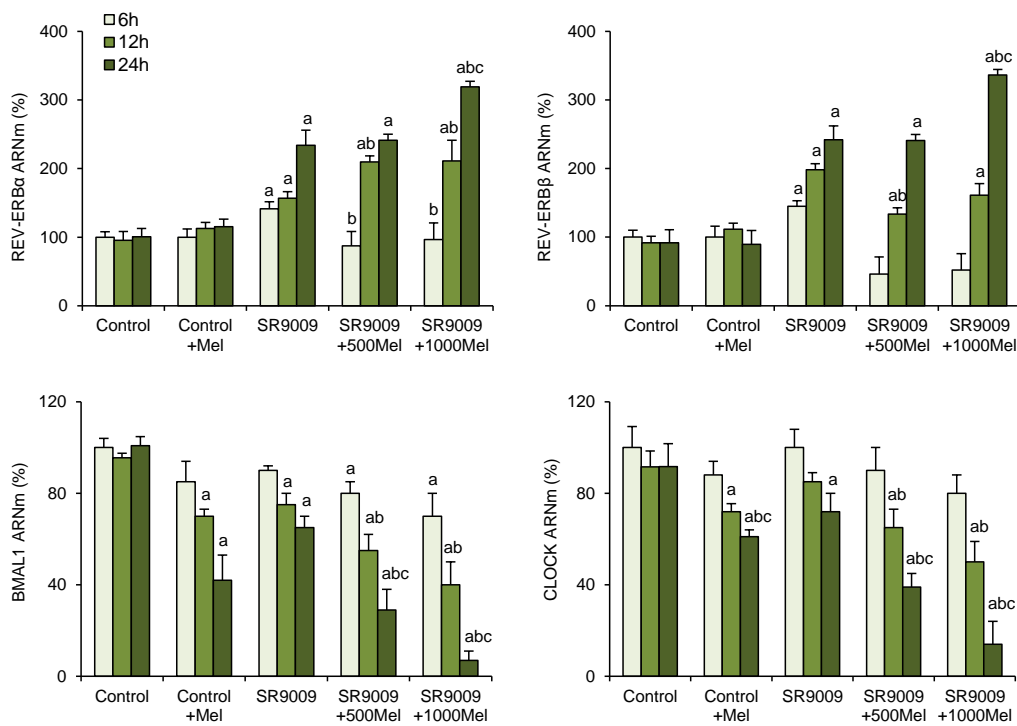 6h
12h
24h
REV-ERBα ARNm (%)
400
300
200
100
0
a
a
a
b
ab
a
b
ab
abc
Control
Control
+Mel
SR9009
SR9009
+500Mel
SR9009
+1000Mel
REV-ERBβ ARNm (%)
400
300
200
100
0
a
a
a
ab
a
a
abc
Control
Control
+Mel
SR9009
SR9009
+500Mel
SR9009
+1000Mel
BMAL1 ARNm (%)
120
80
40
0
a
a
a
a
a
ab
abc
a
ab
abc
Control
Control
+Mel
SR9009
SR9009
+500Mel
SR9009
+1000Mel
CLOCK ARNm (%)
120
80
40
0
a
abc
a
ab
abc
ab
abc
Control
Control
+Mel
SR9009
SR9009
+500Mel
SR9009
+1000Mel